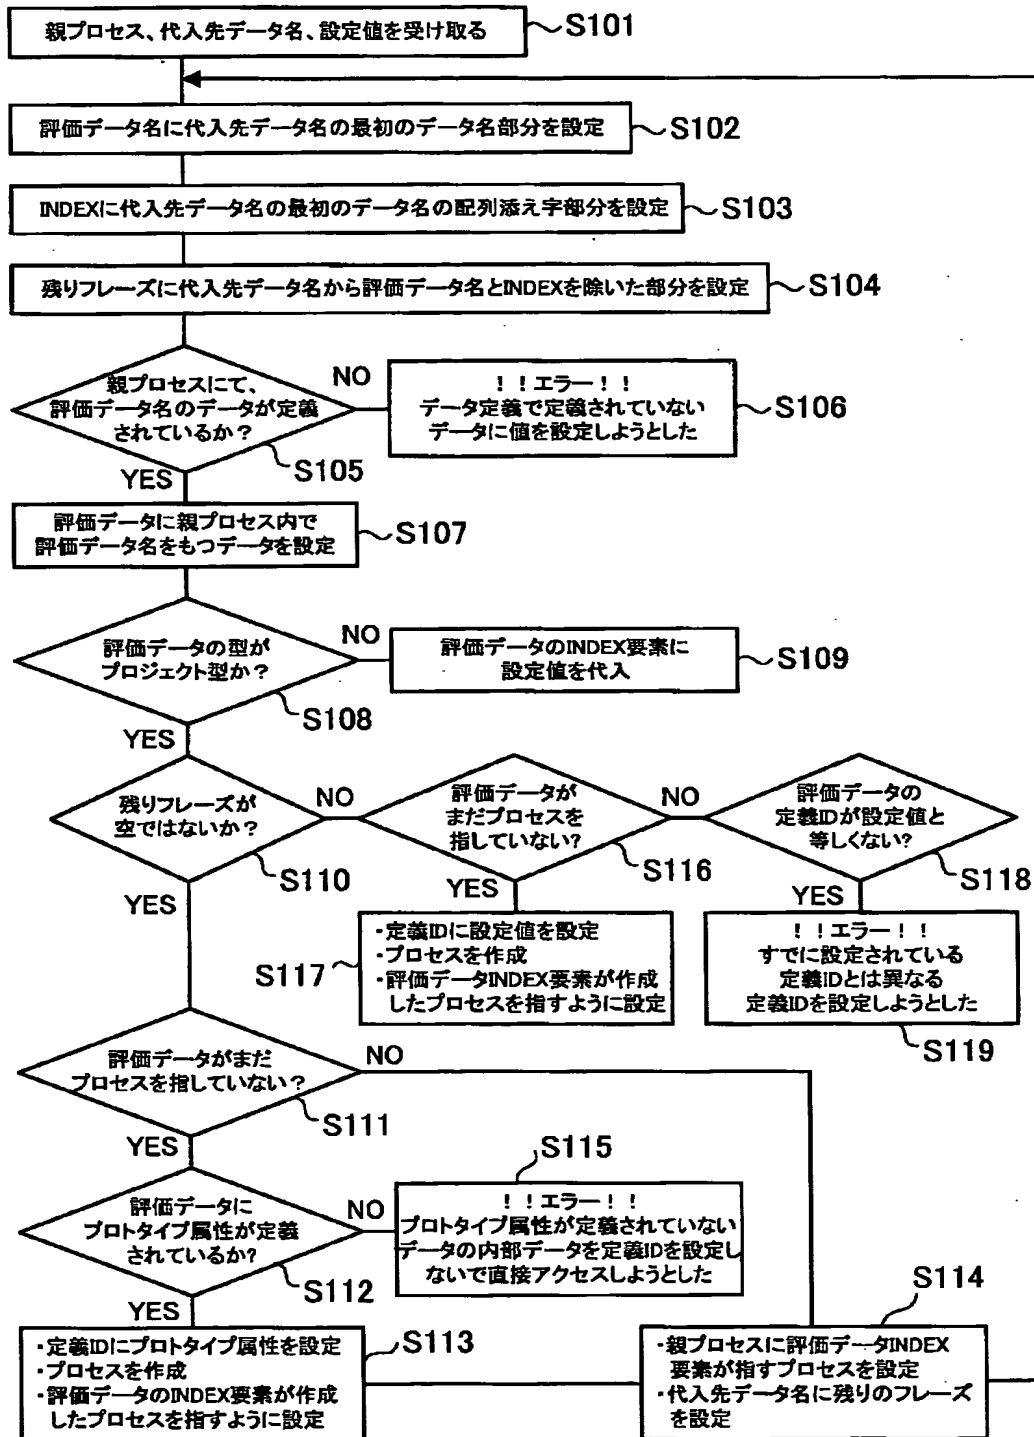 親プロセス、代入先データ名、設定値を受け取る
S101
評価データ名に代入先データ名の最初のデータ名部分を設定
S102
INDEXに代入先データ名の最初のデータ名の配列添え字部分を設定
S103
残りフレーズに代入先データ名から評価データ名とINDEXを除いた部分を設定
S104
親プロセスにて、
評価データ名のデータが定義
されているか?
S105
NO
YES
!!エラー!!
データ定義で定義されていない
データに値を設定しようとした
S106
評価データに親プロセス内で
評価データ名をもつデータを設定
S107
評価データの型が
プロジェクト型か?
S108
NO
YES
評価データのINDEX要素に
設定値を代入
S109
残りフレーズが
空ではないか?
S110
NO
YES
評価データが
まだプロセスを
指していない?
S116
NO
YES
評価データの
定義IDが設定値と
等しくない?
S118
YES
・定義IDに設定値を設定
・プロセスを作成
・評価データINDEX要素が作成
したプロセスを指すように設定
S117
!!エラー!!
すでに設定されている
定義IDとは異なる
定義IDを設定しようとした
S119
評価データがまだ
プロセスを指していない?
S111
NO
YES
評価データに
プロトタイプ属性が定義
されているか?
S112
NO
YES
S115
!!エラー!!
プロトタイプ属性が定義されていない
データの内部データを定義IDを設定し
ないで直接アクセスしようとした
・定義IDにプロトタイプ属性を設定
・プロセスを作成
・評価データのINDEX要素が作成
したプロセスを指すように設定
S113
S114
・親プロセスに評価データINDEX
要素が指すプロセスを設定
・代入先データ名に残りのフレーズ
を設定